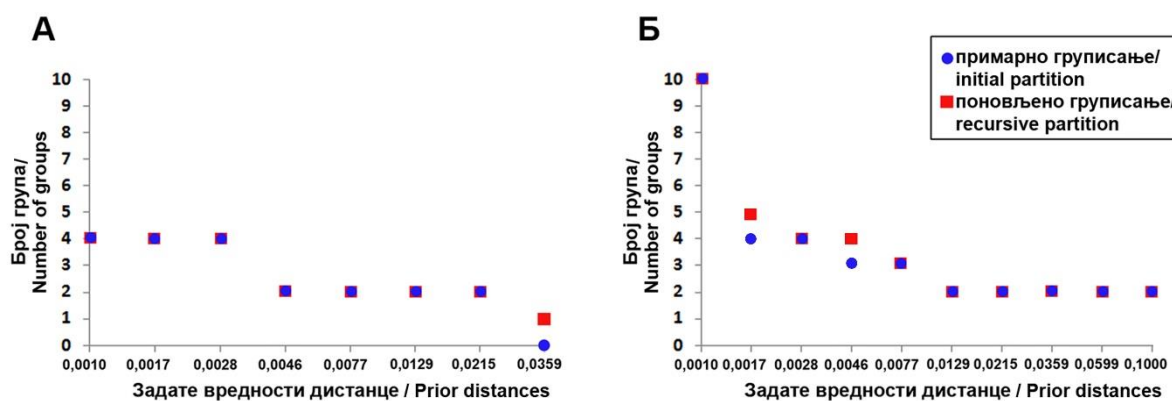 А
Број група/
Number of groups
10
9
8
7
6
5
4
3
2
1
0
0,0010 0,0017 0,0028 0,0046 0,0077 0,0129 0,0215 0,0359
Задате вредности дистанце / Prior distances
Б
примарно груписање/
initial partition
поновљено груписање/
recursive partition
Број група/
Number of groups
10
9
8
7
6
5
4
3
2
1
0
0,0010 0,0017 0,0028 0,0046 0,0077 0,0129 0,0215 0,0359 0,0599 0,1000
Задате вредности дистанце / Prior distances